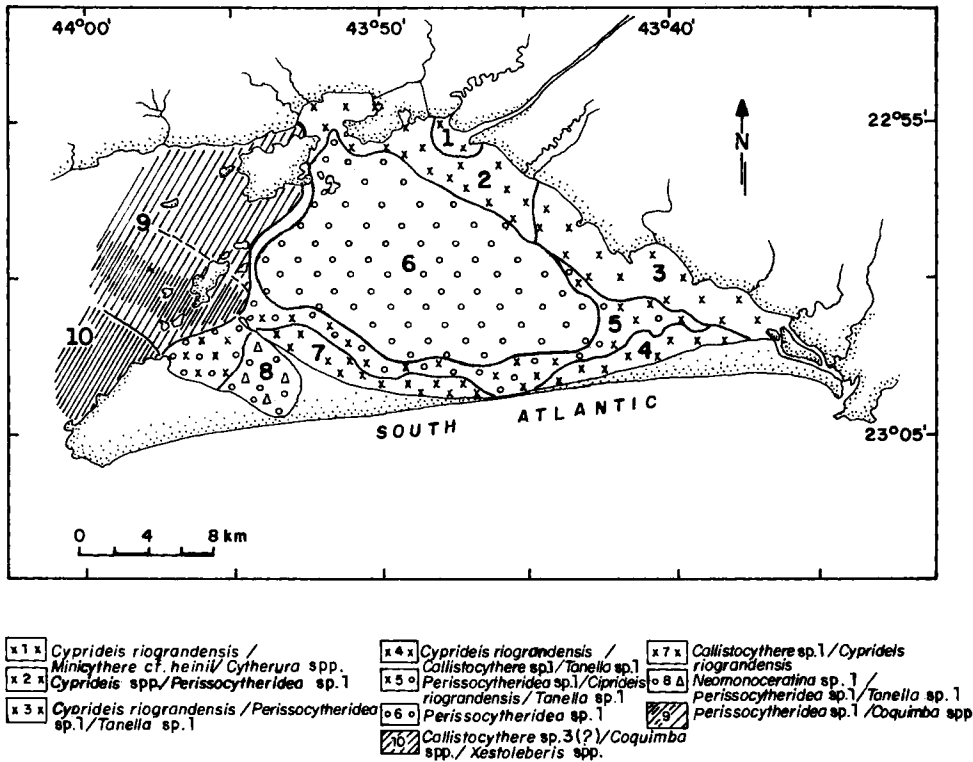 44°00' 43°50' 43°40'
22°55'
N
1
2
9
3
6
5
10
7
4
8
SOUTH ATLANTIC
23°05'
0 4 8 km
x 1 x Cyprideis riograndensis /
Minicythere cf. heinii/ Cytherura spp.
x 2 x Cyprideis spp./Perissocytheridea sp.1
x 3 x Cyprideis riograndensis/Perissocytheridea
sp.1/Tanella sp.1
x 4 x Cyprideis riograndensis /
Callistocythere sp.1/Tanella sp.1
x 5 o Perissocytheridea sp.1/Ciprideis
riograndensis/Tanella sp.1
o 6 o Perissocytheridea sp.1
10 Callistocythere sp.3(?)/Coquimba
spp./ Xestoleberis spp.
x 7 x Callistocythere sp.1/Cyprideis
riograndensis
o 8 Δ Neomonoceratina sp.1 /
Perissocytheridea sp.1/Tanella sp.1
9 Perissocytheridea sp.1/Coquimba spp